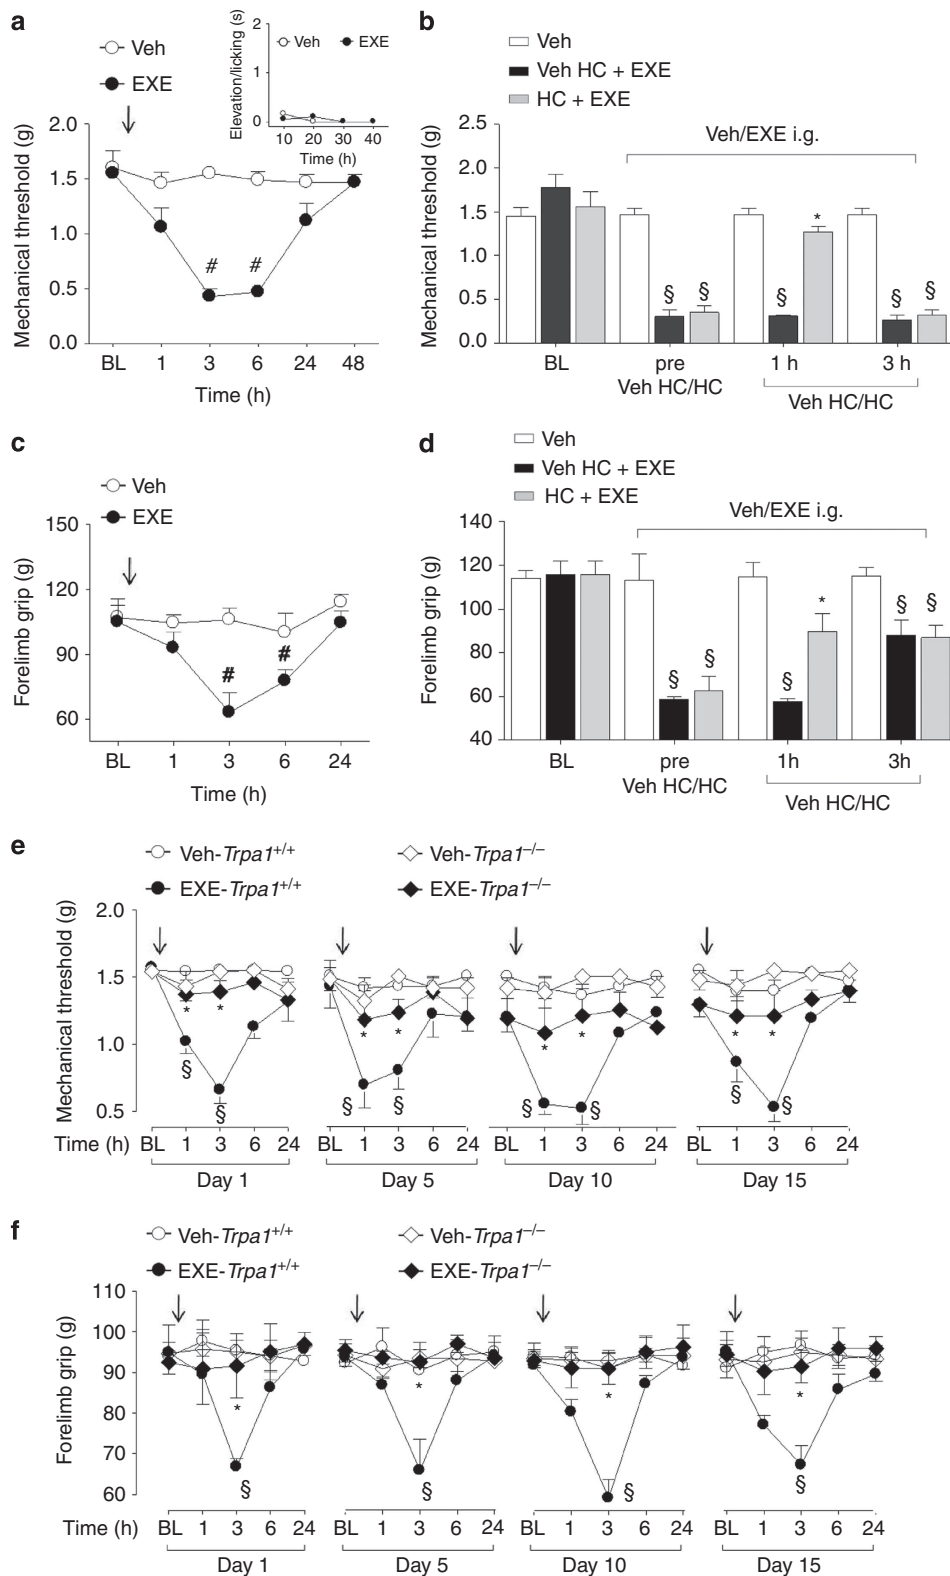 a
Veh
EXE
Elevation/licking (s)
2
1
0
Veh EXE
10 20 30 40
Time (h)
Mechanical threshold (g)
2.0
1.5
1.0
0.5
0.0
# #
BL 1 3 6 24 48
Time (h)
b
Veh
Veh HC + EXE
HC + EXE
Veh/EXE i.g.
Mechanical threshold (g)
2.5
2.0
1.5
1.0
0.5
0.0
§ § § * § §
BL pre 1 h 3 h
Veh HC/HC
Veh HC/HC
c
Veh
EXE
Forelimb grip (g)
150
120
90
60
# #
BL 1 3 6 24
Time (h)
d
Veh
Veh HC + EXE
HC + EXE
Veh/EXE i.g.
Forelimb grip (g)
140
120
100
80
60
40
§ § § * § §
BL pre 1h 3h
Veh HC/HC
Veh HC/HC
e
Veh-Trpa1+/+ Veh-Trpa1–/–
EXE-Trpa1+/+ EXE-Trpa1–/–
Mechanical threshold (g)
2.0
1.5
1.0
0.5
* * * * * * * *
§ § § § § § § §
Time (h) BL 1 3 6 24 BL 1 3 6 24 BL 1 3 6 24 BL 1 3 6 24
Day 1 Day 5 Day 10 Day 15
f
Veh-Trpa1+/+ Veh-Trpa1–/–
EXE-Trpa1+/+ EXE-Trpa1–/–
Forelimb grip (g)
110
100
90
80
70
60
* * * *
§ § § §
Time (h) BL 1 3 6 24 BL 1 3 6 24 BL 1 3 6 24 BL 1 3 6 24
Day 1 Day 5 Day 10 Day 15